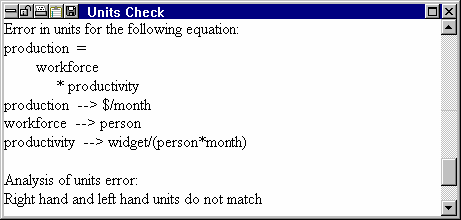 Units Check
Error in units for the following equation:
production =
workforce
* productivity
production --> $/month
workforce --> person
productivity --> widget/(person*month)
Analysis of units error:
Right hand and left hand units do not match